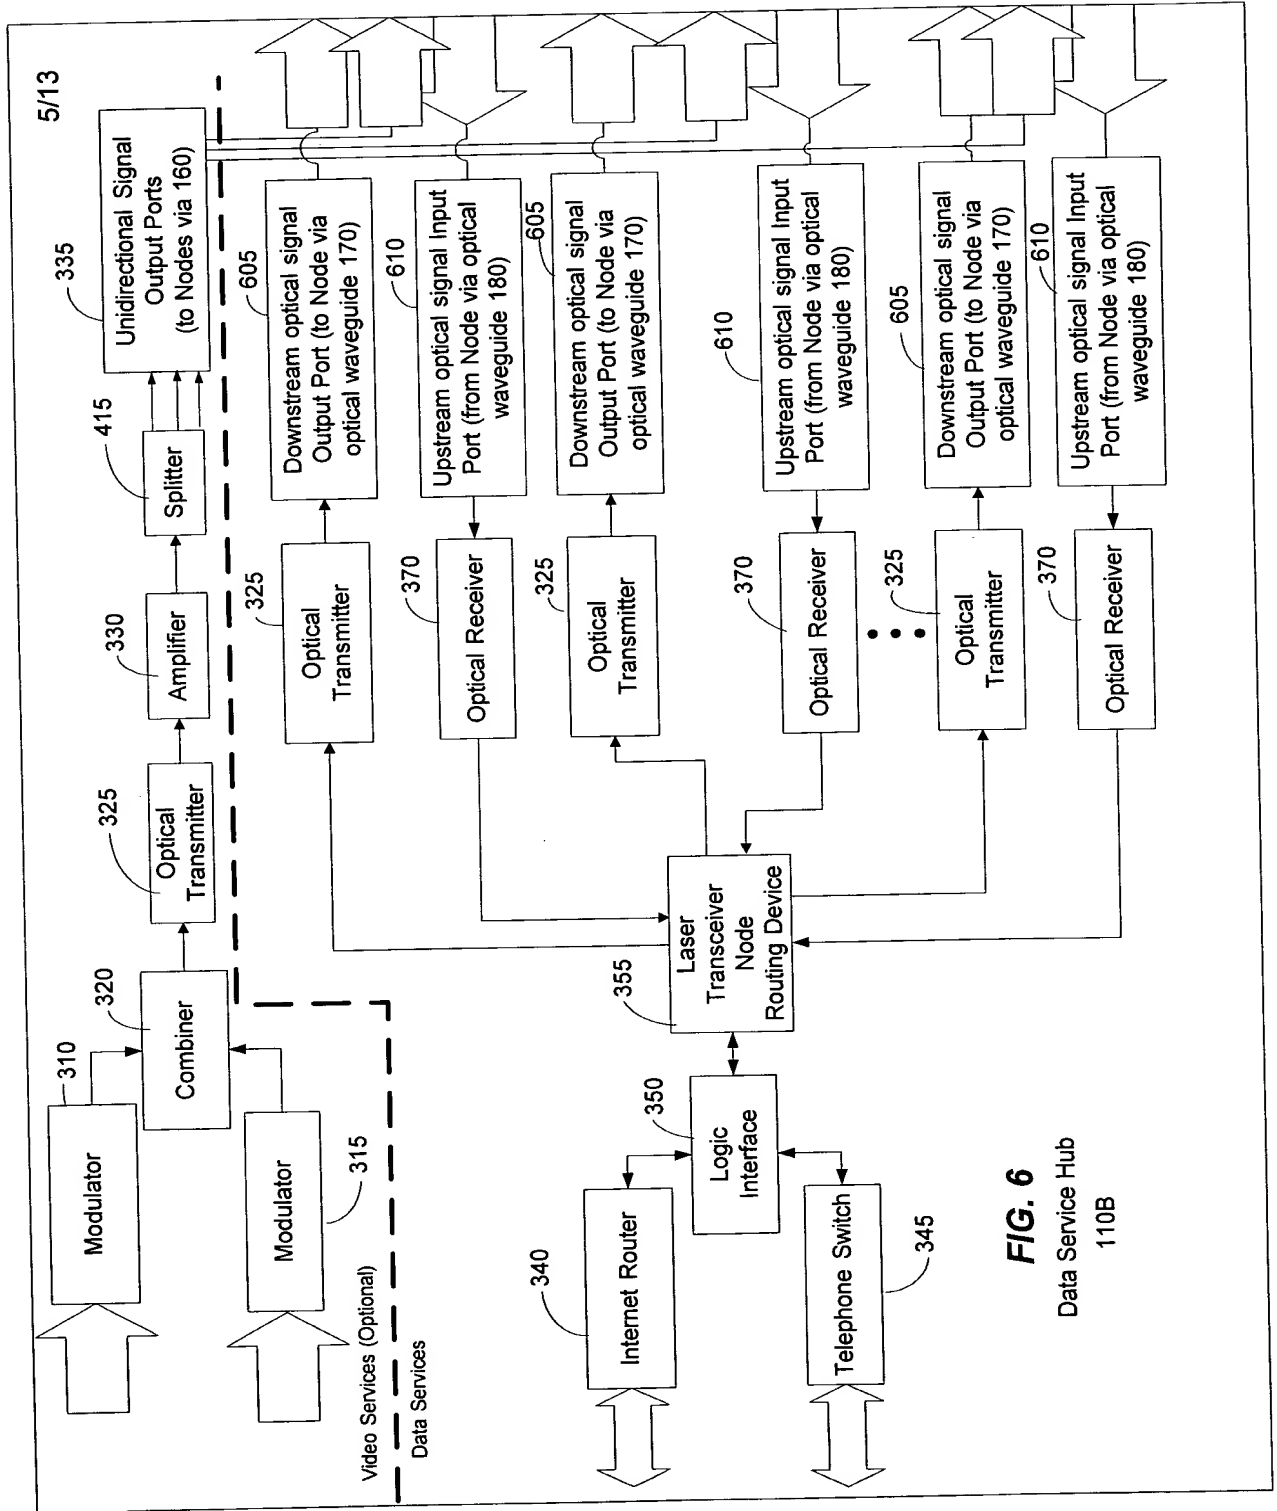 5/13
310
Modulator
Modulator
315
320
Combiner
325
Optical
Transmitter
330
Amplifier
415
Splitter
335
Unidirectional Signal
Output Ports
(to Nodes via 160)
Video Services (Optional)
Data Services
340
Internet Router
Telephone Switch
345
350
Logic
Interface
355
Laser
Transceiver
Node
Routing Device
325
Optical
Transmitter
605
Downstream optical signal
Output Port (to Node via
optical waveguide 170)
370
Optical Receiver
610
Upstream optical signal Input
Port (from Node via optical
waveguide 180)
325
Optical
Transmitter
605
Downstream optical signal
Output Port (to Node via
optical waveguide 170)
370
Optical Receiver
610
Upstream optical signal Input
Port (from Node via optical
waveguide 180)
325
Optical
Transmitter
605
Downstream optical signal
Output Port (to Node via
optical waveguide 170)
370
Optical Receiver
610
Upstream optical signal Input
Port (from Node via optical
waveguide 180)
FIG. 6
Data Service Hub
110B